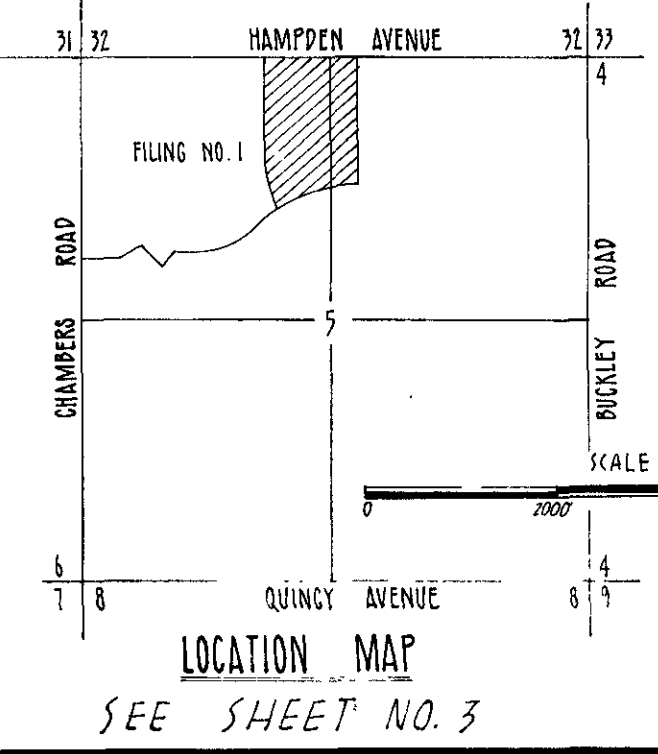 31 32 HAMPDEN AVENUE 32 33
4
FILING NO. 1
CHAMBERS ROAD
BUCKLEY ROAD
5
SCALE
0 2000'
6 4
7 8 QUINCY AVENUE 8 9
LOCATION MAP
SEE SHEET NO. 3